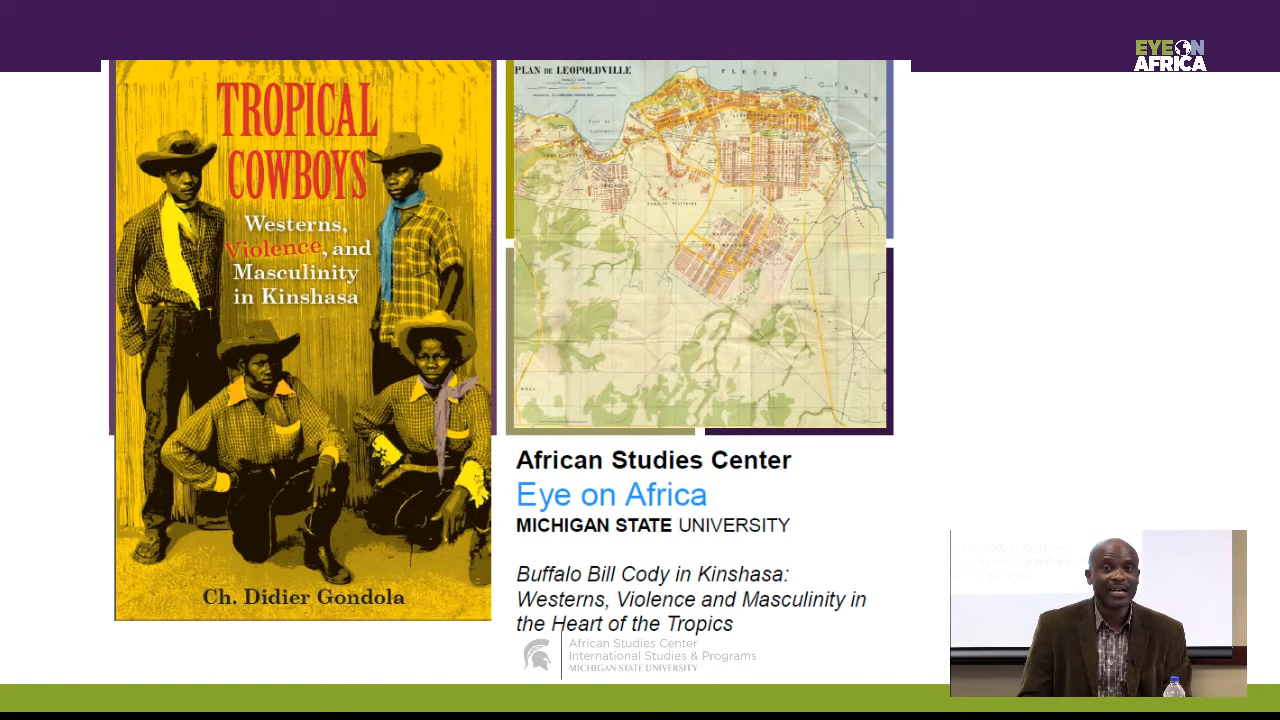 EYE ON
AFRICA
TROPICAL
COWBOYS
Westerns,
Violence, and
Masculinity
in Kinshasa
Ch. Didier Gondola
PLAN DE LEOPOLDVILLE
FLEUVE
CONGO
African Studies Center
Eye on Africa
MICHIGAN STATE UNIVERSITY
Buffalo Bill Cody in Kinshasa:
Westerns, Violence and Masculinity in
the Heart of the Tropics
African Studies Center
International Studies & Programs
MICHIGAN STATE UNIVERSITY